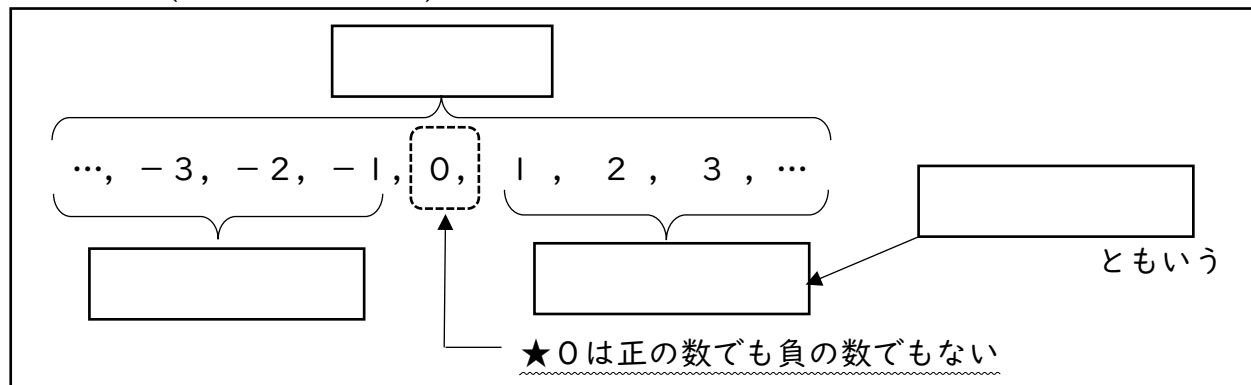 …, －3, －2, －1, 0, 1, 2, 3, …
ともいう
★0は正の数でも負の数でもない